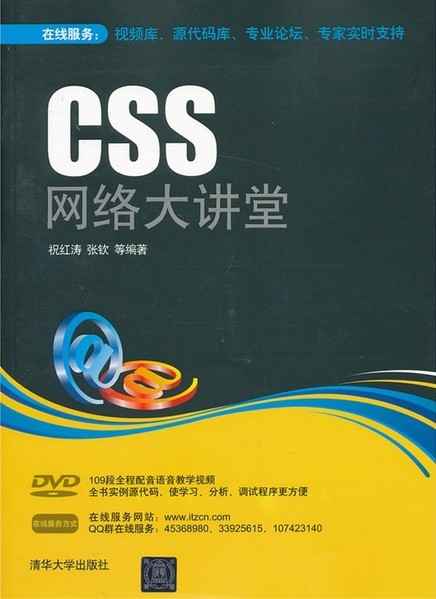 在线服务: 视频库、源代码库、专业论坛、专家实时支持
CSS
网络大讲堂
祝红涛 张钦 等编著
DVD 109段全程配音语音教学视频
全书实例源代码、使学习、分析、调试程序更方便
在线服务方式 在线服务网站：www.itzcn.com
QQ群在线服务：45368980、33925615、107423140
清华大学出版社